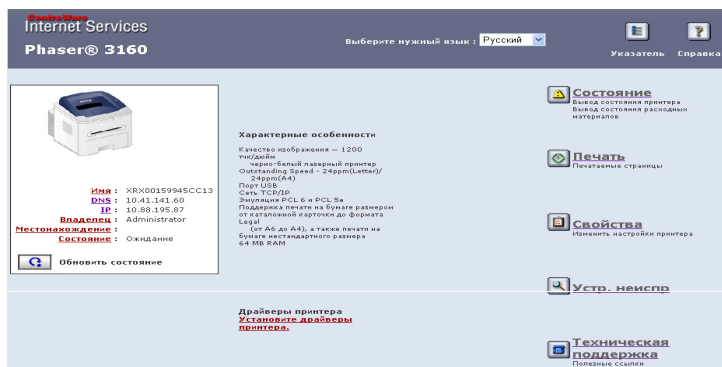 CentreWare
Internet Services
Phaser® 3160
Выберите нужный язык : Русский
Указатель Справка
Имя : XRX00159945CC13
DNS : 10.41.141.60
IP : 10.88.195.87
Владелец : Administrator
Местонахождение :
Состояние : Ожидание
Обновить состояние
Характерные особенности
Качество изображения — 1200
тчк/дюйм
черно-белый лазерный принтер
Outstanding Speed - 24ppm(Letter)/
24ppm(A4)
Порт USB
Сеть TCP/IP
Эмуляция PCL 6 и PCL 5e
Поддержка печати на бумаге размером
от каталожной карточки до формата
Legal
(от A6 до A4), а также печати на
бумаге нестандартного размера
64 MB RAM
Драйверы принтера
Установите драйверы
принтера.
Состояние
Вывод состояния принтера
Вывод состояния расходных
материалов
Печать
Печатаемые страницы
Свойства
Изменить настройки принтера
Устр. неиспр
Техническая
поддержка
Полезные ссылки